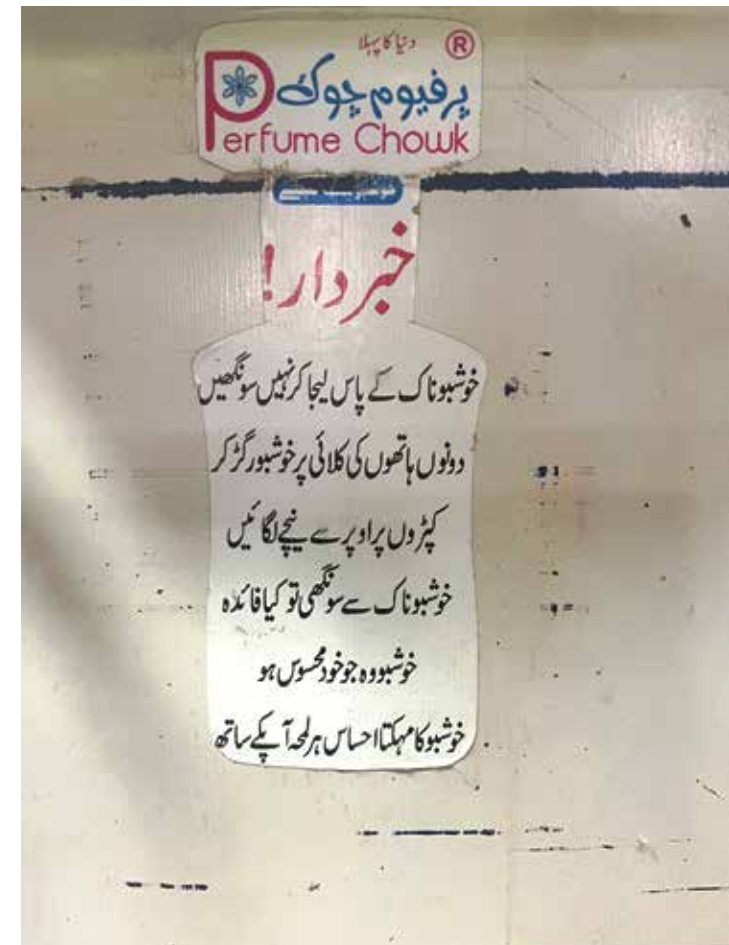 دنیا کا پہلا ®
پرفیوم چوک
Perfume Chowk
خبردار!
خوشبو ناک کے پاس لیجا کر نہیں سونگھیں
دونوں ہاتھوں کی کلائی پر خوشبو رگڑ کر
کپڑوں پر اوپر سے نیچے لگائیں
خوشبو ناک سے سونگھی تو کیا فائدہ
خوشبو وہ جو خود محسوس ہو
خوشبو کا مہکتا احساس ہر لمحہ آپکے ساتھ